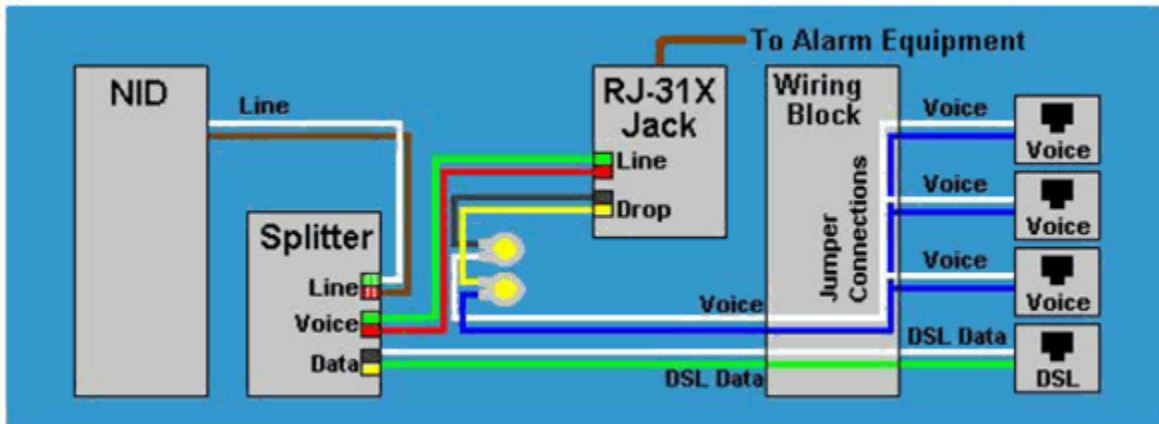 To Alarm Equipment
NID
Line
RJ-31X
Jack
Line
Drop
Wiring
Block
Jumper
Connections
Voice
Voice
Voice
Voice
Voice
Voice
Splitter
Line
Voice
Data
Voice
DSL Data
DSL Data
DSL